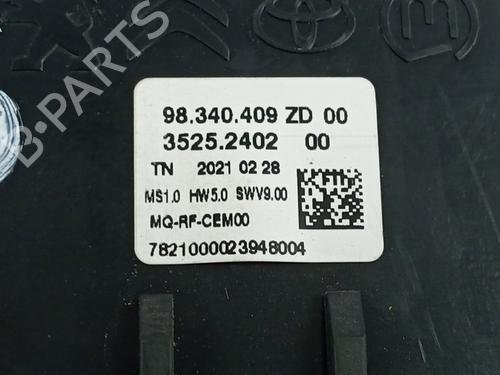 98.340.409 ZD 00
3525.2402 00
TN 2021 02 28
MS1.0 HW5.0 SWV9.00
MQ-RF-CEM00
7821000023948004
B-PARTS